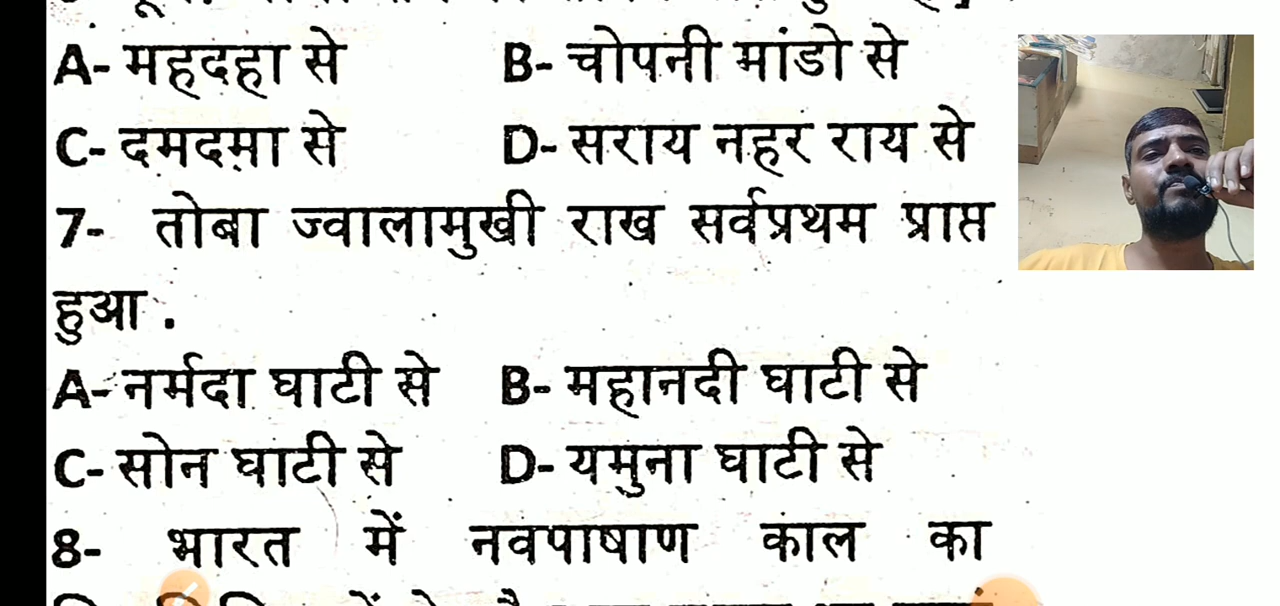 A- महदहा से B- चोपनी मांडो से
C- दमदमा से D- सराय नहर राय से
7- तोबा ज्वालामुखी राख सर्वप्रथम प्राप्त
हुआ .
A- नर्मदा घाटी से B- महानदी घाटी से
C- सोन घाटी से D- यमुना घाटी से
8- भारत में नवपाषाण काल का